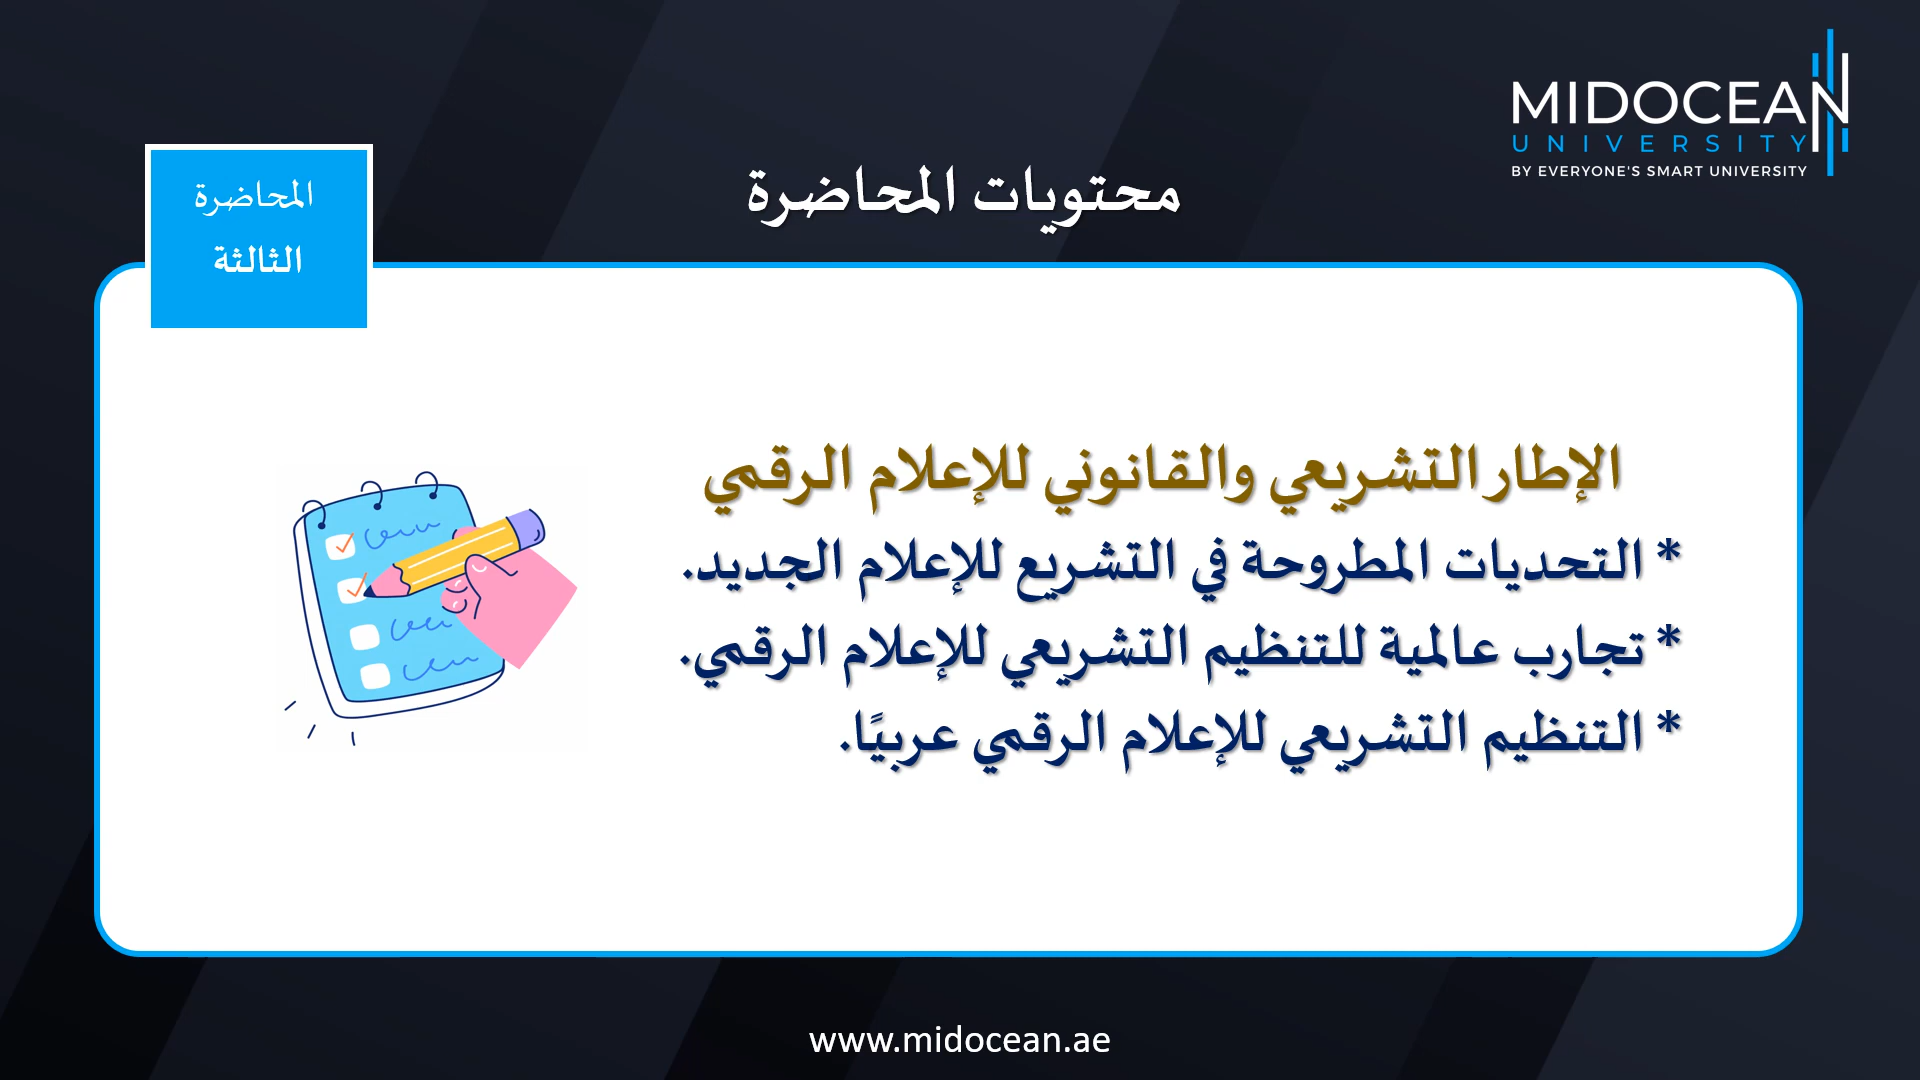 MIDOCEAN
UNIVERSITY
BY EVERYONE'S SMART UNIVERSITY
محتويات المحاضرة
المحاضرة
الثالثة
الإطار التشريعي والقانوني للإعلام الرقمي
* التحديات المطروحة في التشريع للإعلام الجديد.
* تجارب عالمية للتنظيم التشريعي للإعلام الرقمي.
* التنظيم التشريعي للإعلام الرقمي عربيًا.
www.midocean.ae